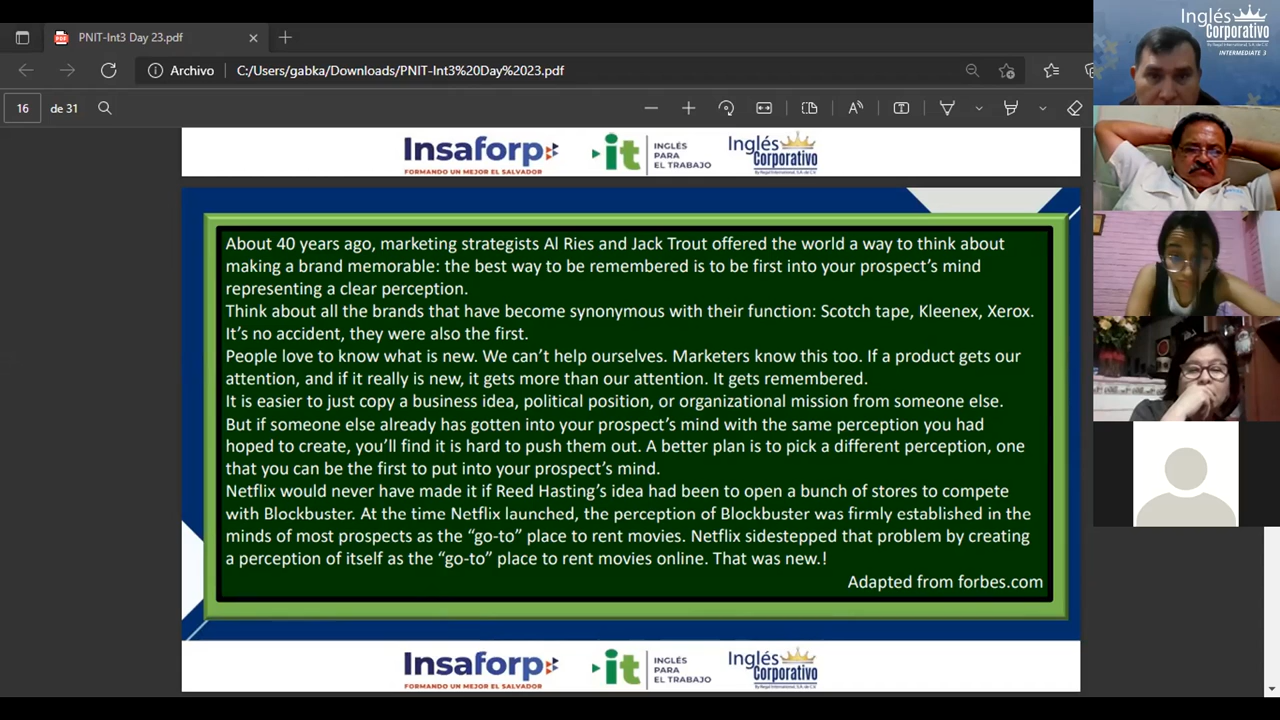 PNIT-Int3 Day 23.pdf
Archivo
C:/Users/gabka/Downloads/PNIT-Int3%20Day%2023.pdf
16
de 31
Inglés
Corporativo
By Regal International, S.A. de C.V.
INTERMEDIATE 3
Insaforp
FORMANDO UN MEJOR EL SALVADOR
it
INGLÉS
PARA
EL TRABAJO
Inglés
Corporativo
By Regal International, S.A. de C.V.
About 40 years ago, marketing strategists Al Ries and Jack Trout offered the world a way to think about
making a brand memorable: the best way to be remembered is to be first into your prospect's mind
representing a clear perception.
Think about all the brands that have become synonymous with their function: Scotch tape, Kleenex, Xerox.
It's no accident, they were also the first.
People love to know what is new. We can't help ourselves. Marketers know this too. If a product gets our
attention, and if it really is new, it gets more than our attention. It gets remembered.
It is easier to just copy a business idea, political position, or organizational mission from someone else.
But if someone else already has gotten into your prospect's mind with the same perception you had
hoped to create, you'll find it is hard to push them out. A better plan is to pick a different perception, one
that you can be the first to put into your prospect's mind.
Netflix would never have made it if Reed Hasting's idea had been to open a bunch of stores to compete
with Blockbuster. At the time Netflix launched, the perception of Blockbuster was firmly established in the
minds of most prospects as the "go-to" place to rent movies. Netflix sidestepped that problem by creating
a perception of itself as the "go-to" place to rent movies online. That was new.!
Adapted from forbes.com
Insaforp
FORMANDO UN MEJOR EL SALVADOR
it
INGLÉS
PARA
EL TRABAJO
Inglés
Corporativo
By Regal International, S.A. de C.V.